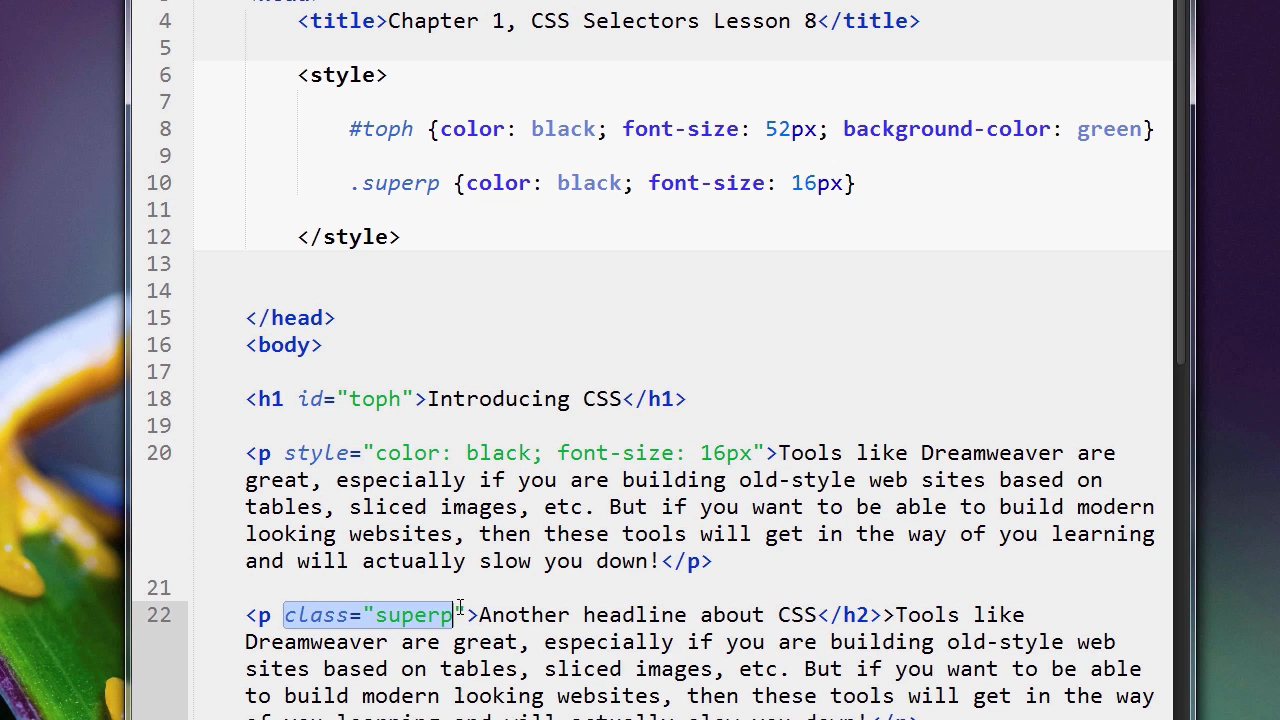 4 <title>Chapter 1, CSS Selectors Lesson 8</title>
5
6 <style>
7
8 #toph {color: black; font-size: 52px; background-color: green}
9
10 .superp {color: black; font-size: 16px}
11
12 </style>
13
14
15 </head>
16 <body>
17
18 <h1 id="toph">Introducing CSS</h1>
19
20 <p style="color: black; font-size: 16px">Tools like Dreamweaver are
great, especially if you are building old-style web sites based on
tables, sliced images, etc. But if you want to be able to build modern
looking websites, then these tools will get in the way of you learning
and will actually slow you down!</p>
21
22 <p class="superp">Another headline about CSS</h2>>Tools like
Dreamweaver are great, especially if you are building old-style web
sites based on tables, sliced images, etc. But if you want to be able
to build modern looking websites, then these tools will get in the way